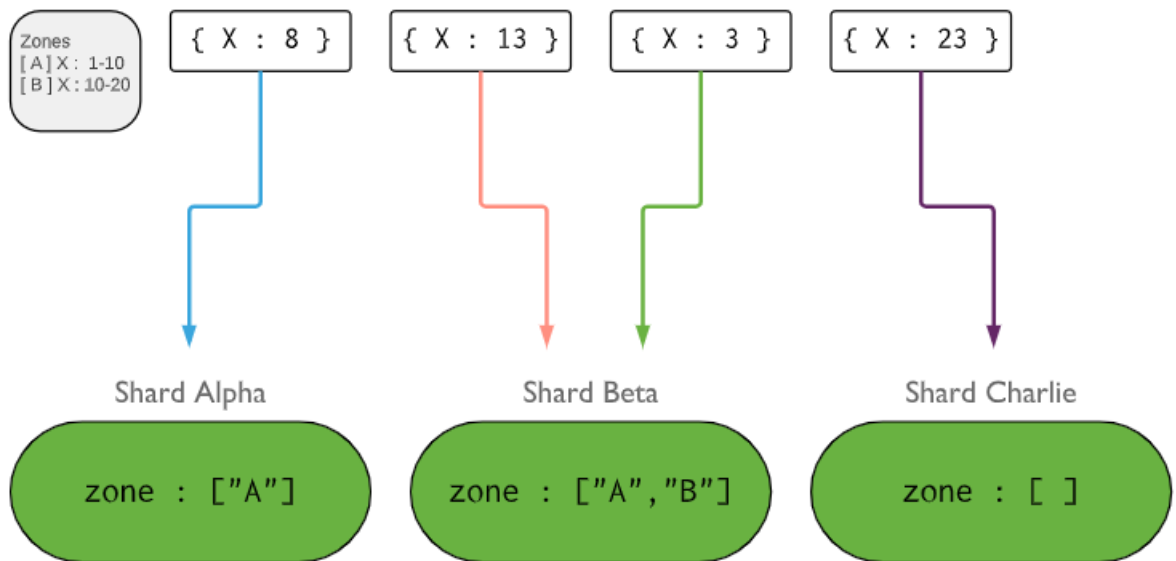 Zones
[ A ] X : 1-10
[ B ] X : 10-20
{ X : 8 }
{ X : 13 }
{ X : 3 }
{ X : 23 }
Shard Alpha
Shard Beta
Shard Charlie
zone : ["A"]
zone : ["A","B"]
zone : [ ]